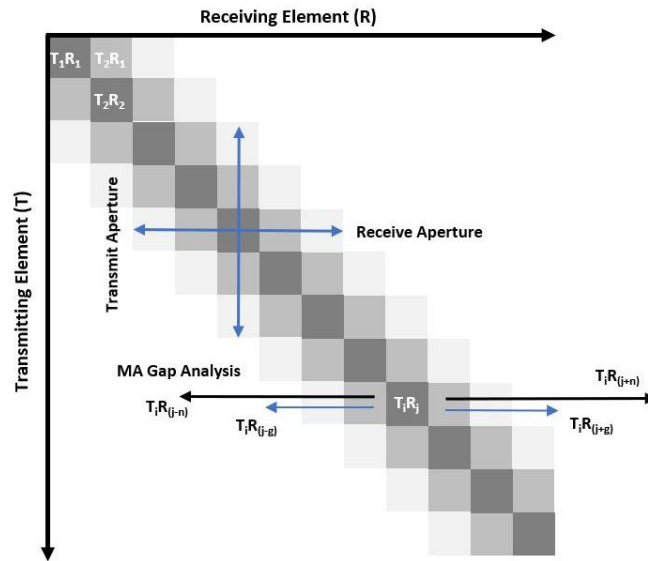 Receiving Element (R)
T₁R₁ T₂R₁
T₂R₂
Transmitting Element (T)
Transmit Aperture
Receive Aperture
MA Gap Analysis
TᵢR₍ⱼ₊ₙ₎
TᵢRⱼ
TᵢR₍ⱼ₋ₙ₎
TᵢR₍ⱼ₋g₎
TᵢR₍ⱼ₊g₎